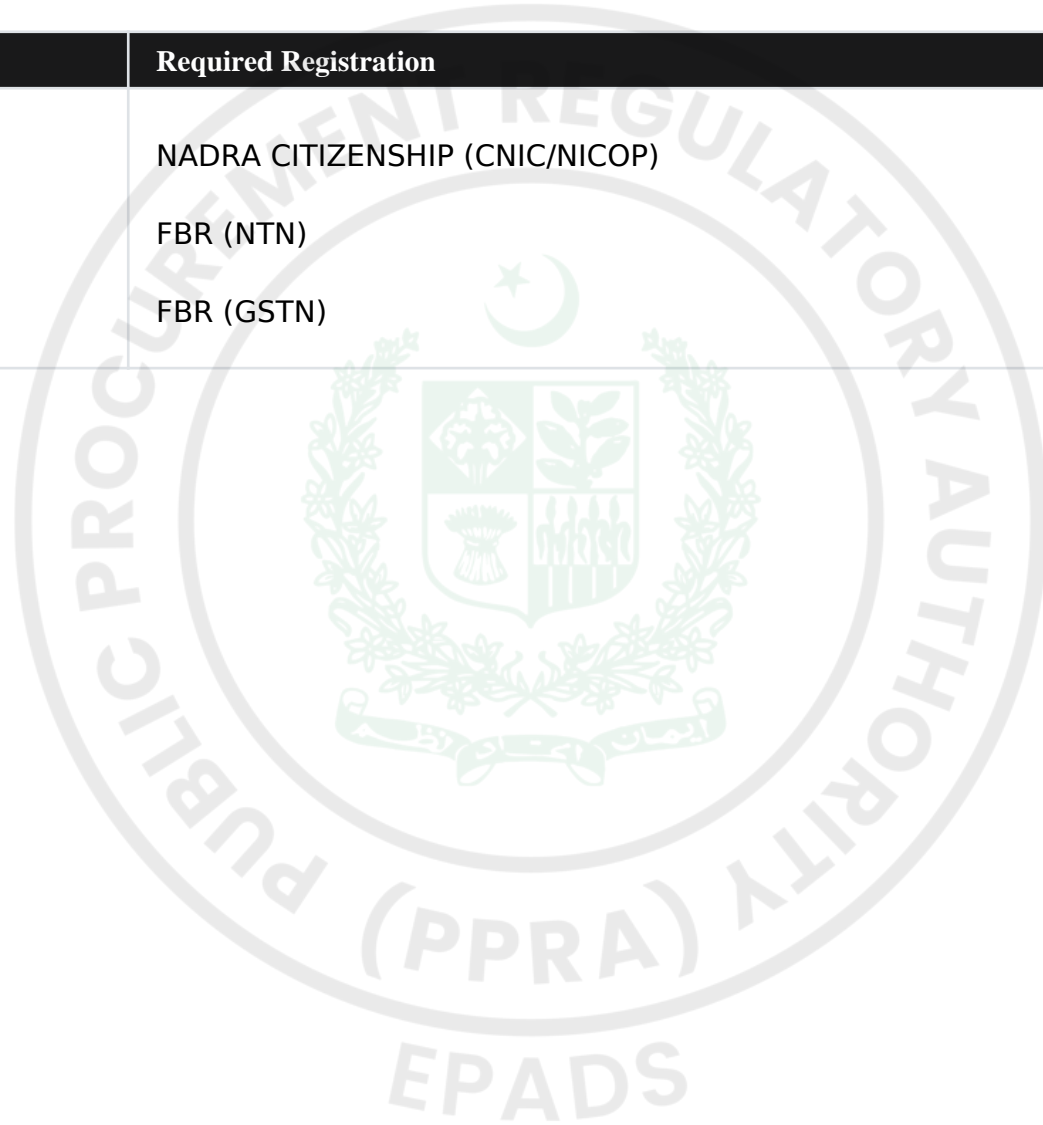 Required Registration
NADRA CITIZENSHIP (CNIC/NICOP)
FBR (NTN)
FBR (GSTN)
PUBLIC PROCUREMENT REGULATORY AUTHORITY
(PPRA)
EPADS